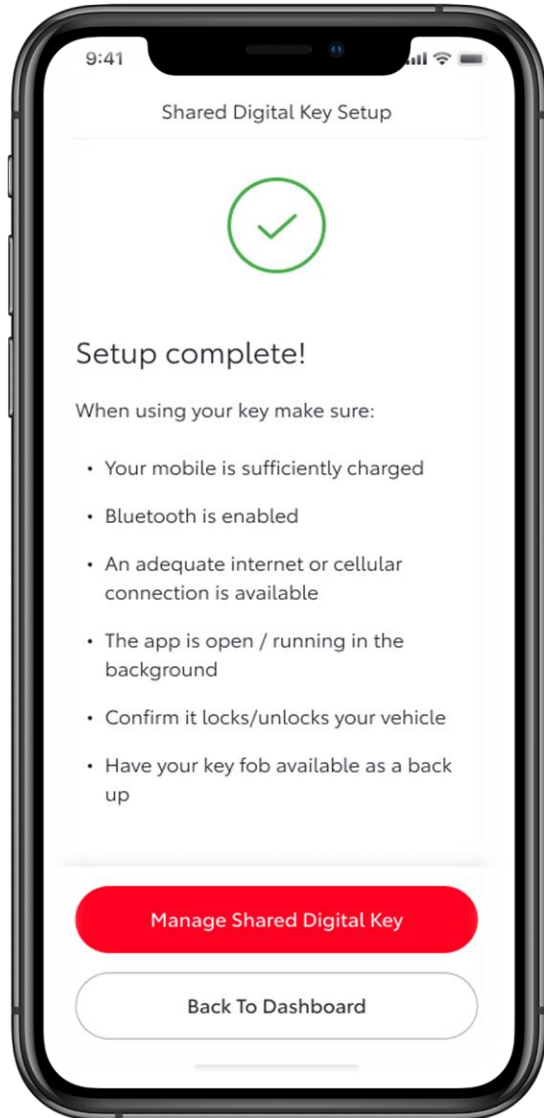 9:41
Shared Digital Key Setup
Setup complete!
When using your key make sure:
• Your mobile is sufficiently charged
• Bluetooth is enabled
• An adequate internet or cellular
connection is available
• The app is open / running in the
background
• Confirm it locks/unlocks your vehicle
• Have your key fob available as a back
up
Manage Shared Digital Key
Back To Dashboard